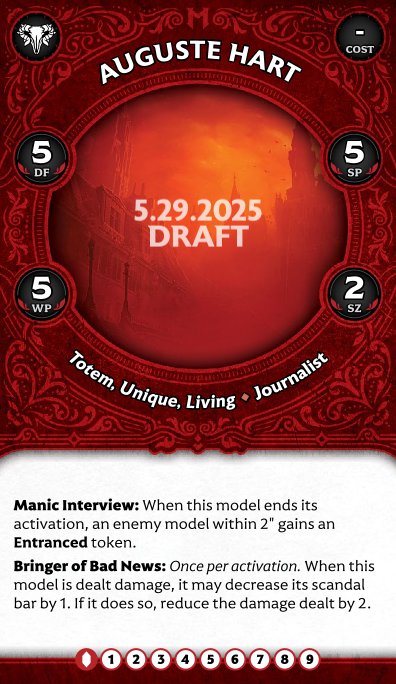 -
COST
AUGUSTE HART
5
DF
5
SP
5.29.2025
DRAFT
5
WP
2
SZ
Totem, Unique, Living ♦ Journalist
Manic Interview: When this model ends its
activation, an enemy model within 2" gains an
Entranced token.
Bringer of Bad News: Once per activation. When this
model is dealt damage, it may decrease its scandal
bar by 1. If it does so, reduce the damage dealt by 2.
1 2 3 4 5 6 7 8 9